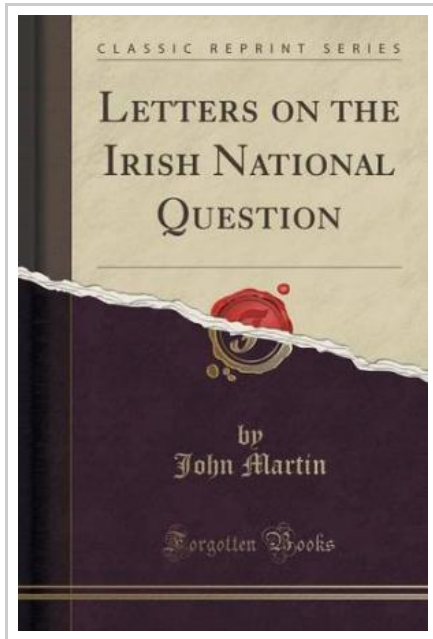 CLASSIC REPRINT SERIES
LETTERS ON THE
IRISH NATIONAL
QUESTION
by
John Martin
Forgotten Books